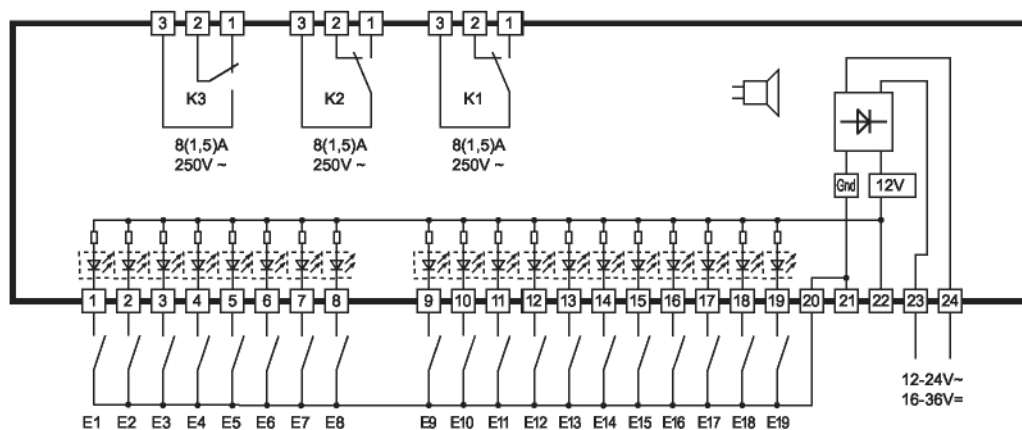 3 2 1 3 2 1 3 2 1
K3 K2 K1
8(1,5)A 8(1,5)A 8(1,5)A
250V ~ 250V ~ 250V ~
Gnd 12V
1 2 3 4 5 6 7 8 9 10 11 12 13 14 15 16 17 18 19 20 21 22 23 24
12-24V~
16-36V=
E1 E2 E3 E4 E5 E6 E7 E8 E9 E10 E11 E12 E13 E14 E15 E16 E17 E18 E19